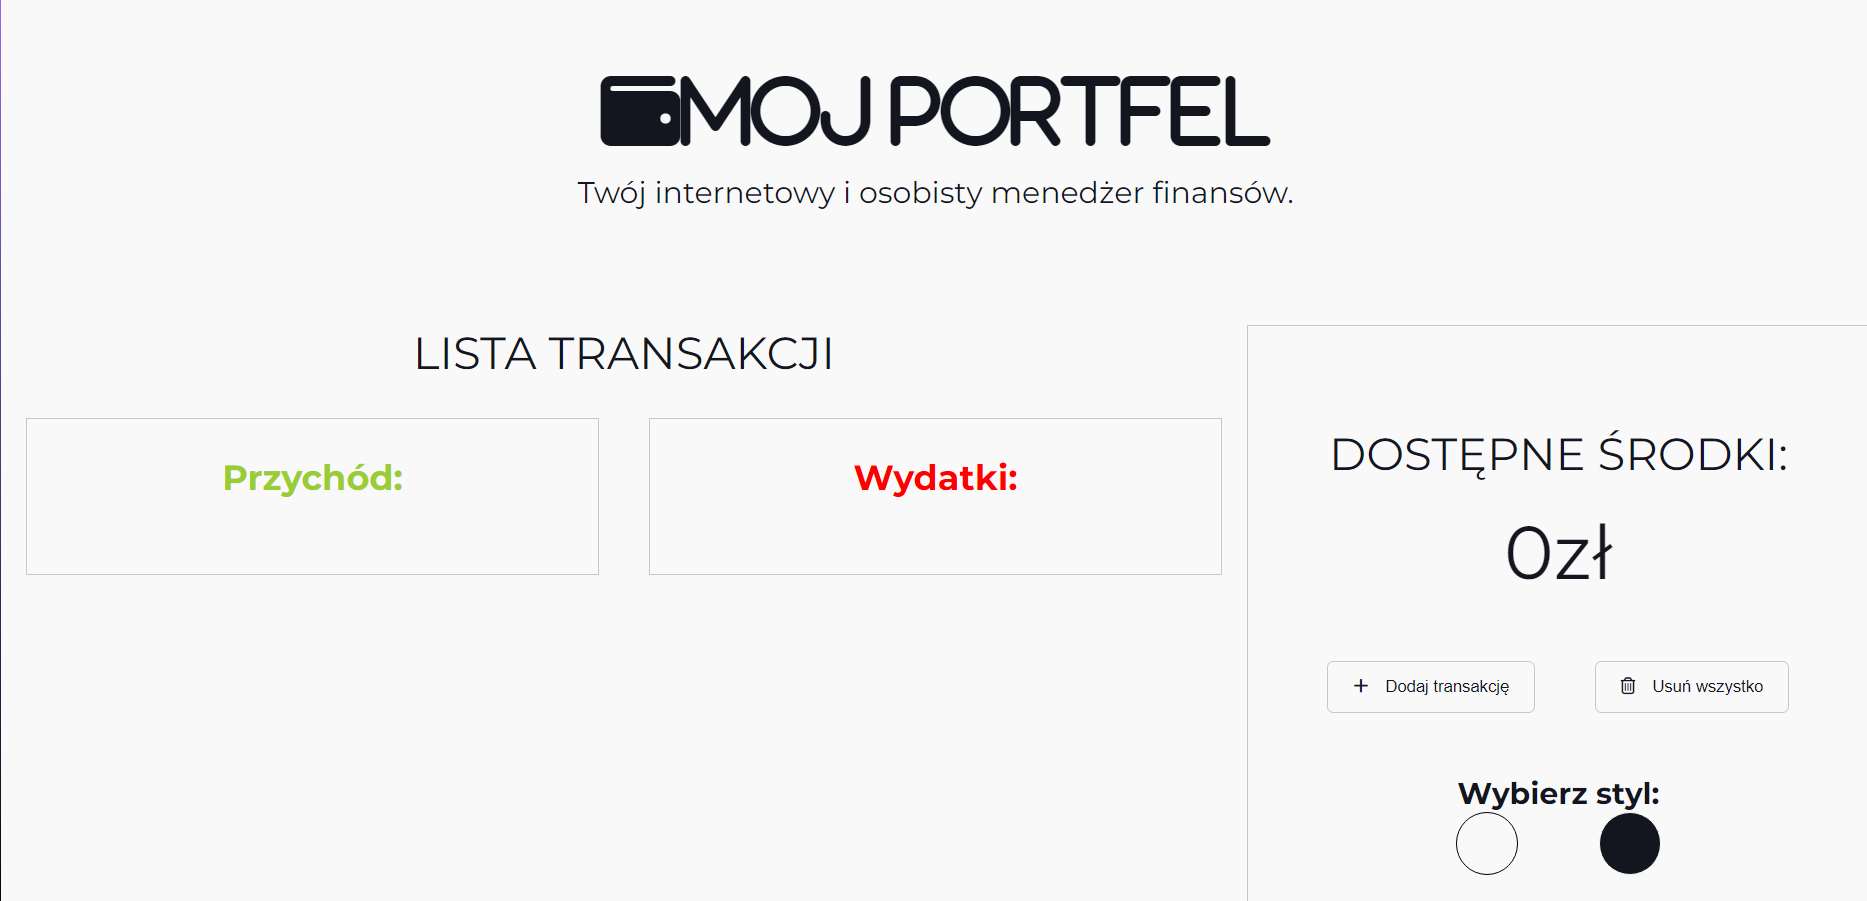 MOJ PORTFEL
Twój internetowy i osobisty menedżer finansów.
LISTA TRANSAKCJI
Przychód:
Wydatki:
DOSTĘPNE ŚRODKI:
0zł
Dodaj transakcję
Usuń wszystko
Wybierz styl: